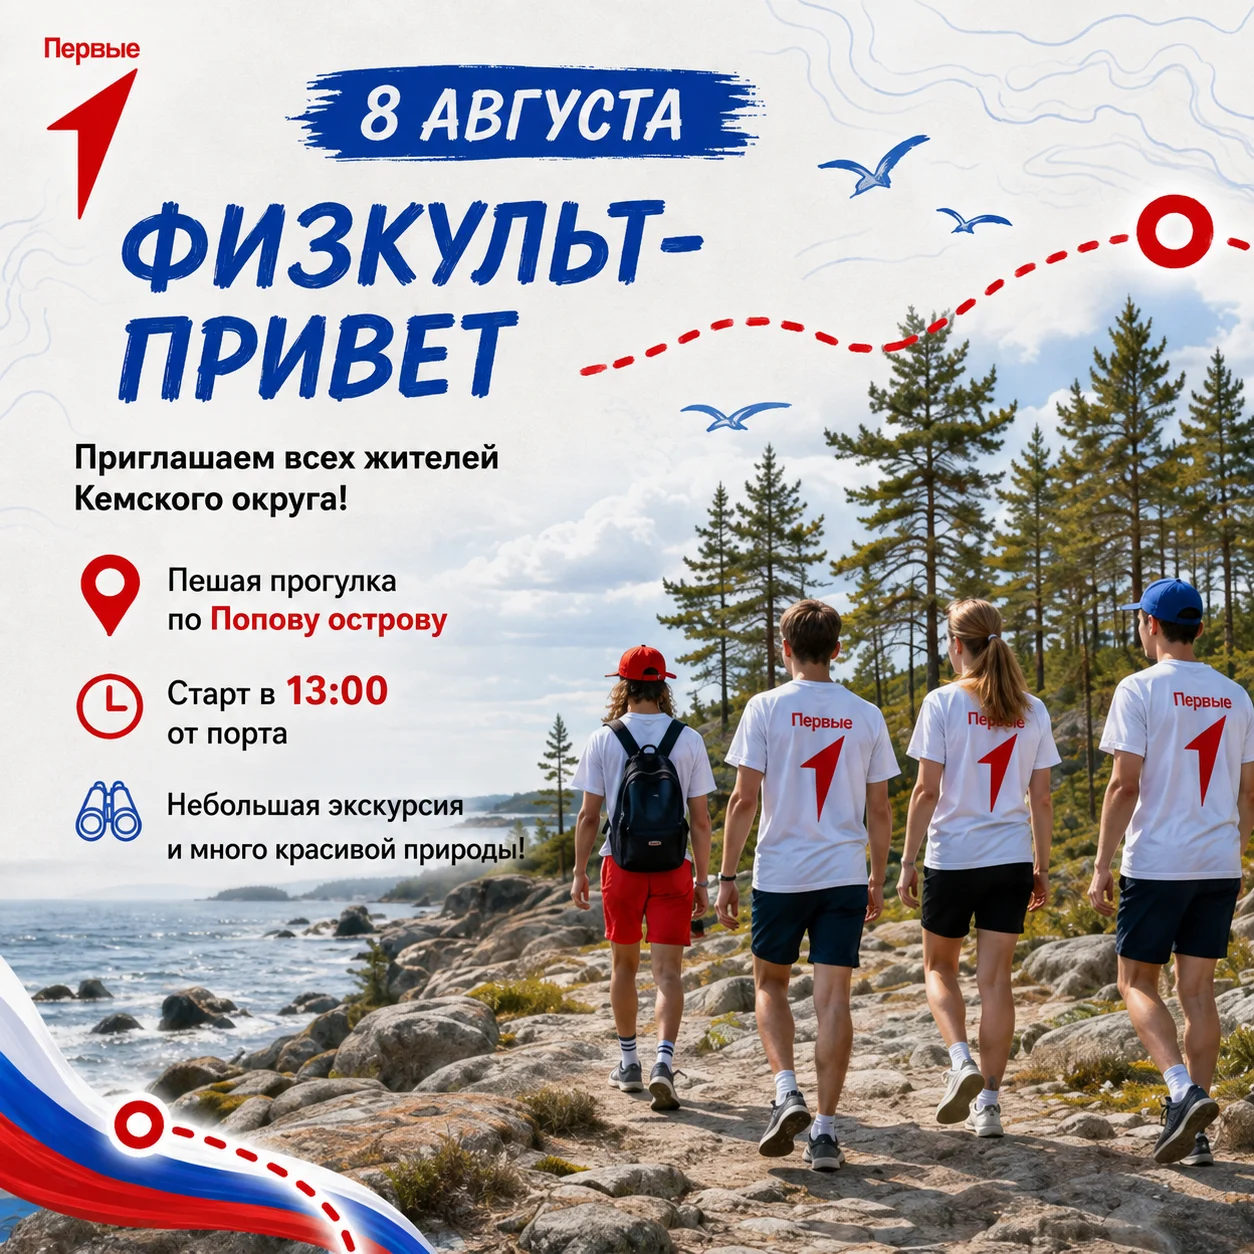 Первые
8 АВГУСТА
ФИЗКУЛЬТ-
ПРИВЕТ
Приглашаем всех жителей
Кемского округа!
Пешая прогулка
по Попову острову
Старт в 13:00
от порта
Небольшая экскурсия
и много красивой природы!
Первые
Первые
Первые